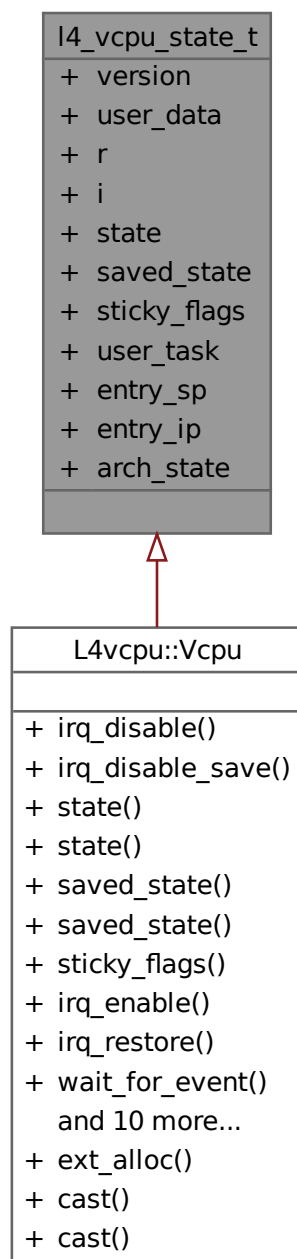 l4_vcpu_state_t
+ version
+ user_data
+ r
+ i
+ state
+ saved_state
+ sticky_flags
+ user_task
+ entry_sp
+ entry_ip
+ arch_state
L4vcpu::Vcpu
+ irq_disable()
+ irq_disable_save()
+ state()
+ state()
+ saved_state()
+ saved_state()
+ sticky_flags()
+ irq_enable()
+ irq_restore()
+ wait_for_event()
and 10 more...
+ ext_alloc()
+ cast()
+ cast()